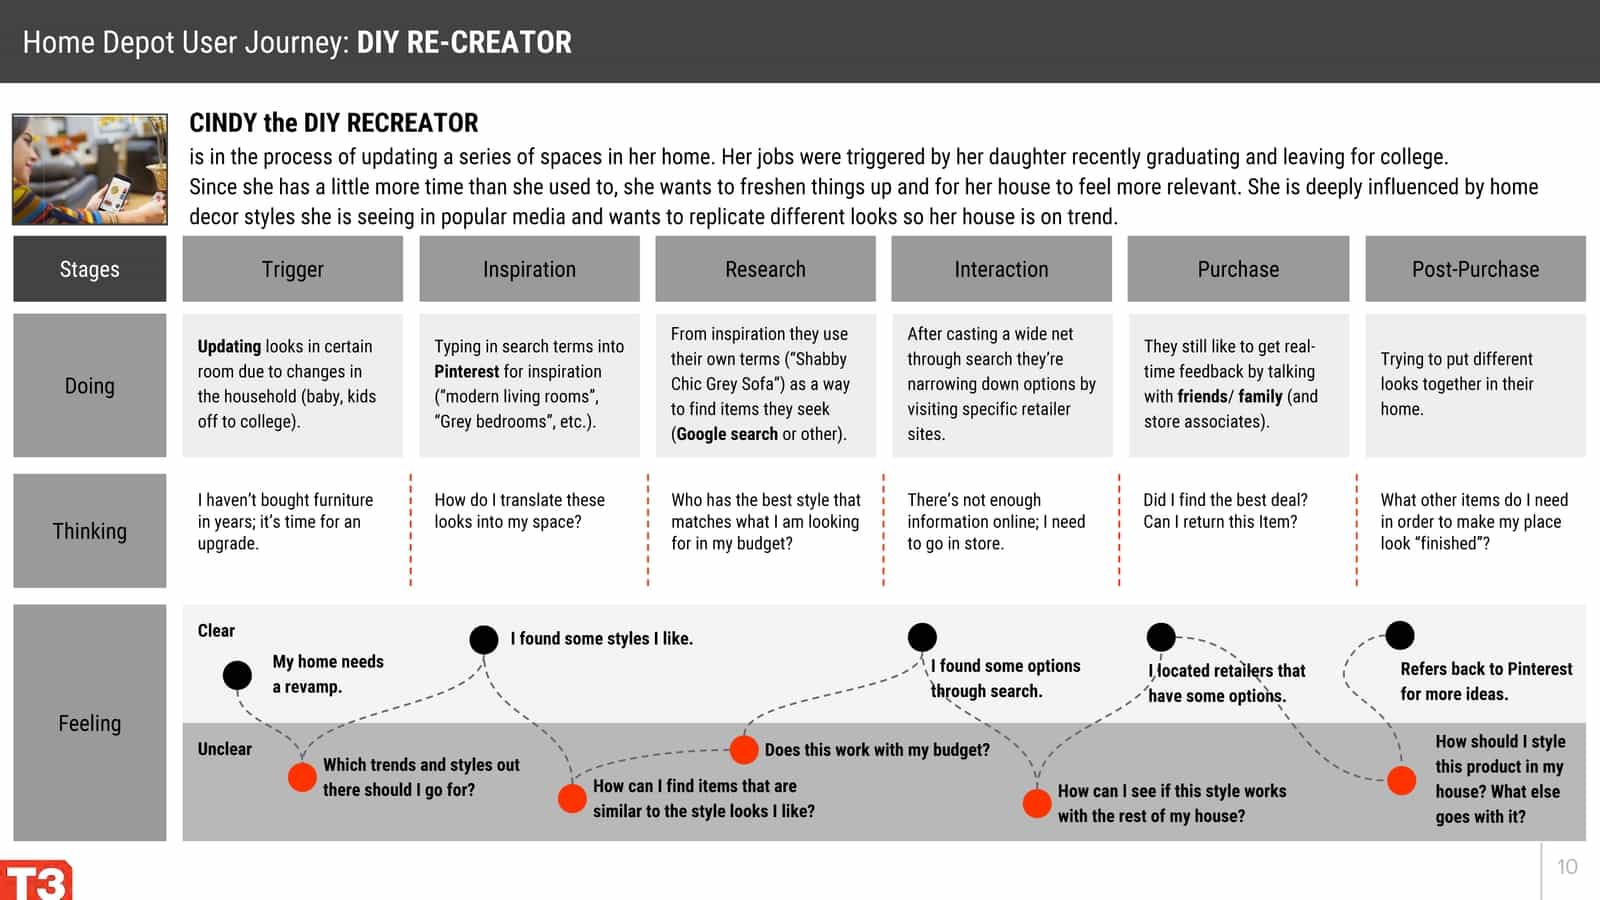 Home Depot User Journey: DIY RE-CREATOR
CINDY the DIY RECREATOR
is in the process of updating a series of spaces in her home. Her jobs were triggered by her daughter recently graduating and leaving for college.
Since she has a little more time than she used to, she wants to freshen things up and for her house to feel more relevant. She is deeply influenced by home
decor styles she is seeing in popular media and wants to replicate different looks so her house is on trend.
Stages
Trigger
Inspiration
Research
Interaction
Purchase
Post-Purchase
Doing
Updating looks in certain
room due to changes in
the household (baby, kids
off to college).
Typing in search terms into
Pinterest for inspiration
(“modern living rooms”,
“Grey bedrooms”, etc.).
From inspiration they use
their own terms (“Shabby
Chic Grey Sofa”) as a way
to find items they seek
(Google search or other).
After casting a wide net
through search they’re
narrowing down options by
visiting specific retailer
sites.
They still like to get real-
time feedback by talking
with friends/ family (and
store associates).
Trying to put different
looks together in their
home.
Thinking
I haven’t bought furniture
in years; it’s time for an
upgrade.
How do I translate these
looks into my space?
Who has the best style that
matches what I am looking
for in my budget?
There’s not enough
information online; I need
to go in store.
Did I find the best deal?
Can I return this Item?
What other items do I need
in order to make my place
look “finished”?
Feeling
Clear
My home needs
a revamp.
I found some styles I like.
I found some options
through search.
I located retailers that
have some options.
Refers back to Pinterest
for more ideas.
Unclear
Which trends and styles out
there should I go for?
How can I find items that are
similar to the style looks I like?
Does this work with my budget?
How can I see if this style works
with the rest of my house?
How should I style
this product in my
house? What else
goes with it?
T3
10